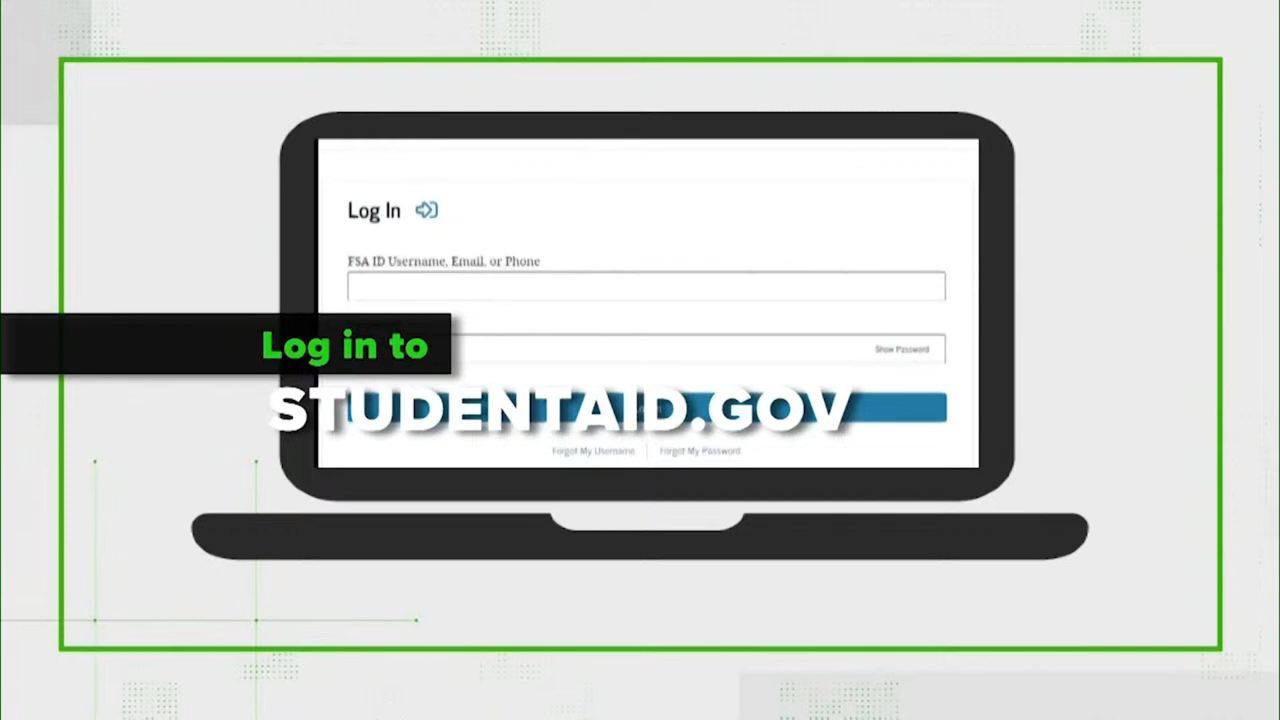 Log In
FSA ID Username, Email, or Phone
Show Password
Log in to
STUDENTAID.GOV
Forgot My Username
Forgot My Password